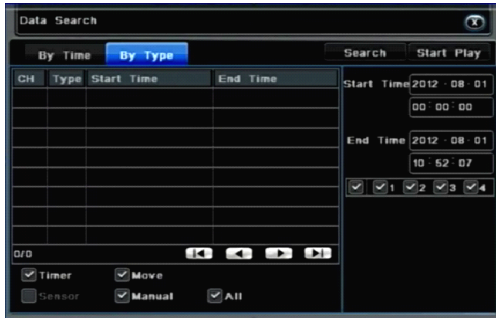 Data Search
By Time By Type Search Start Play
CH Type Start Time End Time
Start Time 2012 - 08 - 01
00 : 00 : 00
End Time 2012 - 08 - 01
10 : 52 : 07
1 2 3 4
0/0
Timer Move
Sensor Manual All